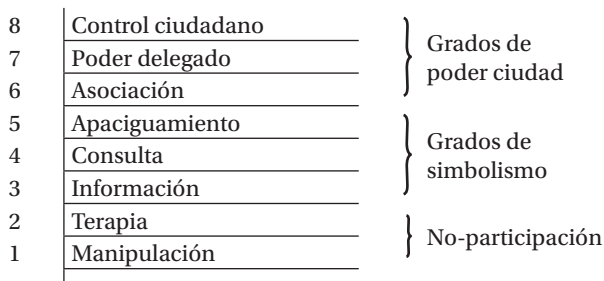 8 Control ciudadano
7 Poder delegado
6 Asociación
Grados de
poder ciudad
5 Apaciguamiento
4 Consulta
3 Información
Grados de
simbolismo
2 Terapia
1 Manipulación
No-participación